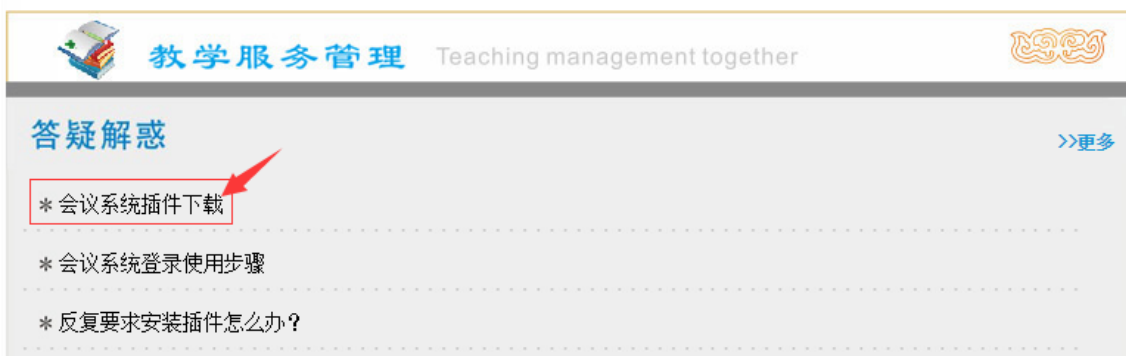 教学服务管理 Teaching management together
答疑解惑
>>更多
*会议系统插件下载
*会议系统登录使用步骤
*反复要求安装插件怎么办?